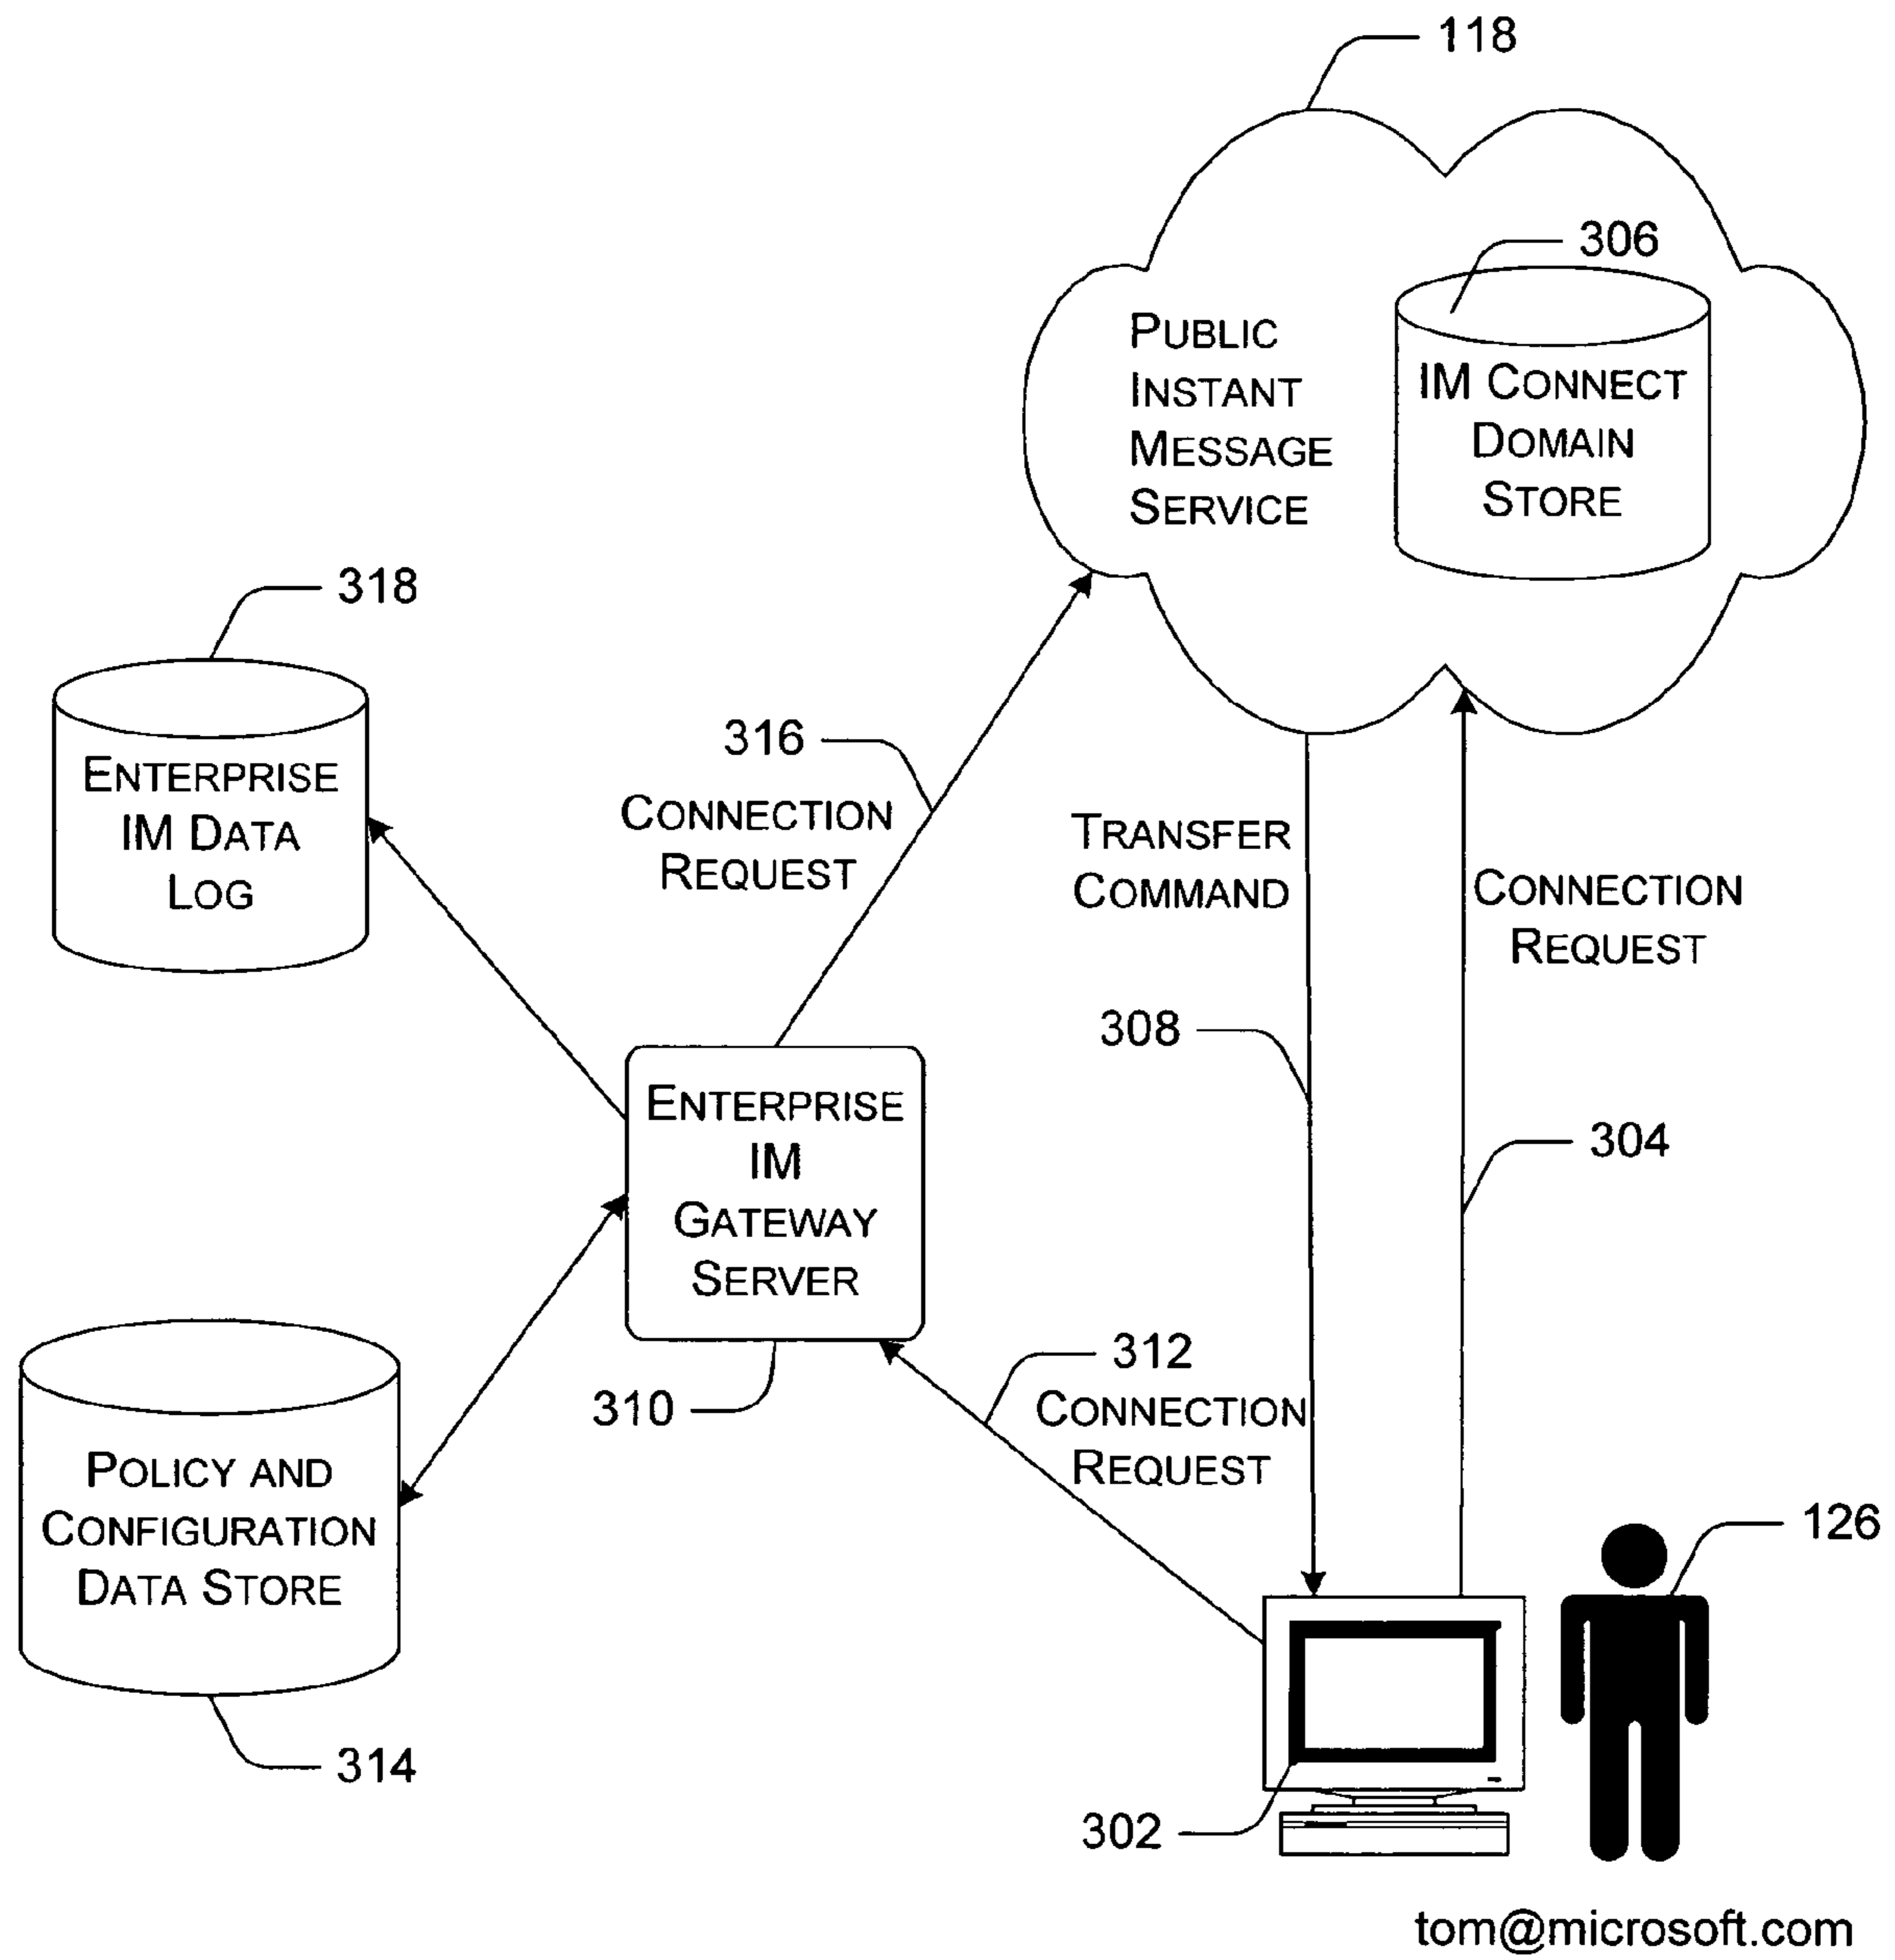 118
306
PUBLIC
INSTANT
MESSAGE
SERVICE
IM CONNECT
DOMAIN
STORE
318
ENTERPRISE
IM DATA
LOG
316
CONNECTION
REQUEST
TRANSFER
COMMAND
CONNECTION
REQUEST
308
304
ENTERPRISE
IM
GATEWAY
SERVER
310
312
CONNECTION
REQUEST
POLICY AND
CONFIGURATION
DATA STORE
314
126
302
tom@microsoft.com